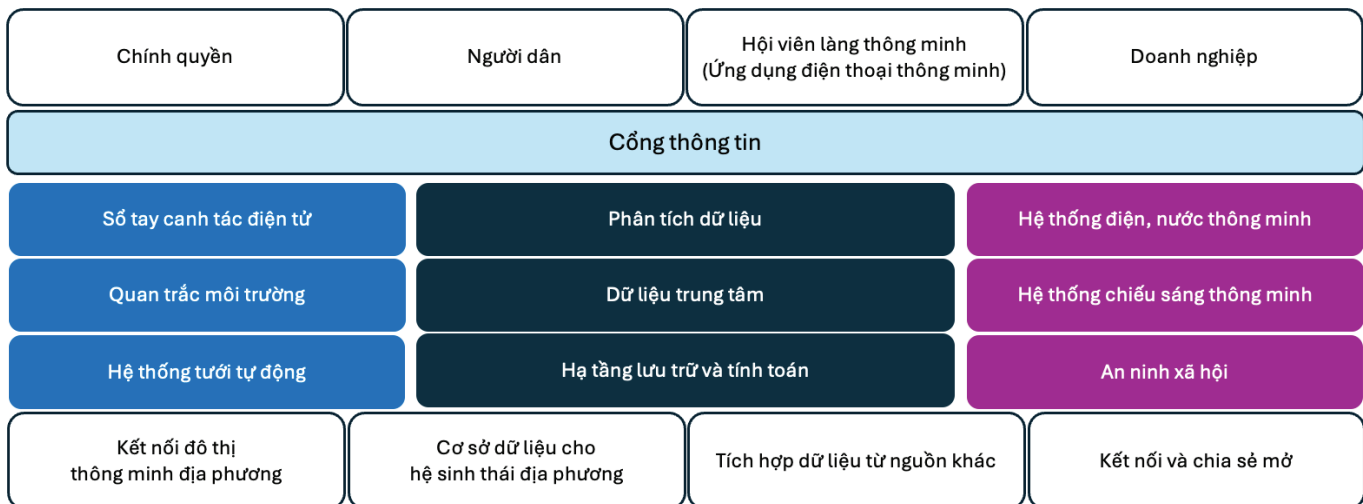 Chính quyền
Người dân
Hội viên làng thông minh
(Ứng dụng điện thoại thông minh)
Doanh nghiệp
Cổng thông tin
Sổ tay canh tác điện tử
Phân tích dữ liệu
Hệ thống điện, nước thông minh
Quan trắc môi trường
Dữ liệu trung tâm
Hệ thống chiếu sáng thông minh
Hệ thống tưới tự động
Hạ tầng lưu trữ và tính toán
An ninh xã hội
Kết nối đô thị
thông minh địa phương
Cơ sở dữ liệu cho
hệ sinh thái địa phương
Tích hợp dữ liệu từ nguồn khác
Kết nối và chia sẻ mở